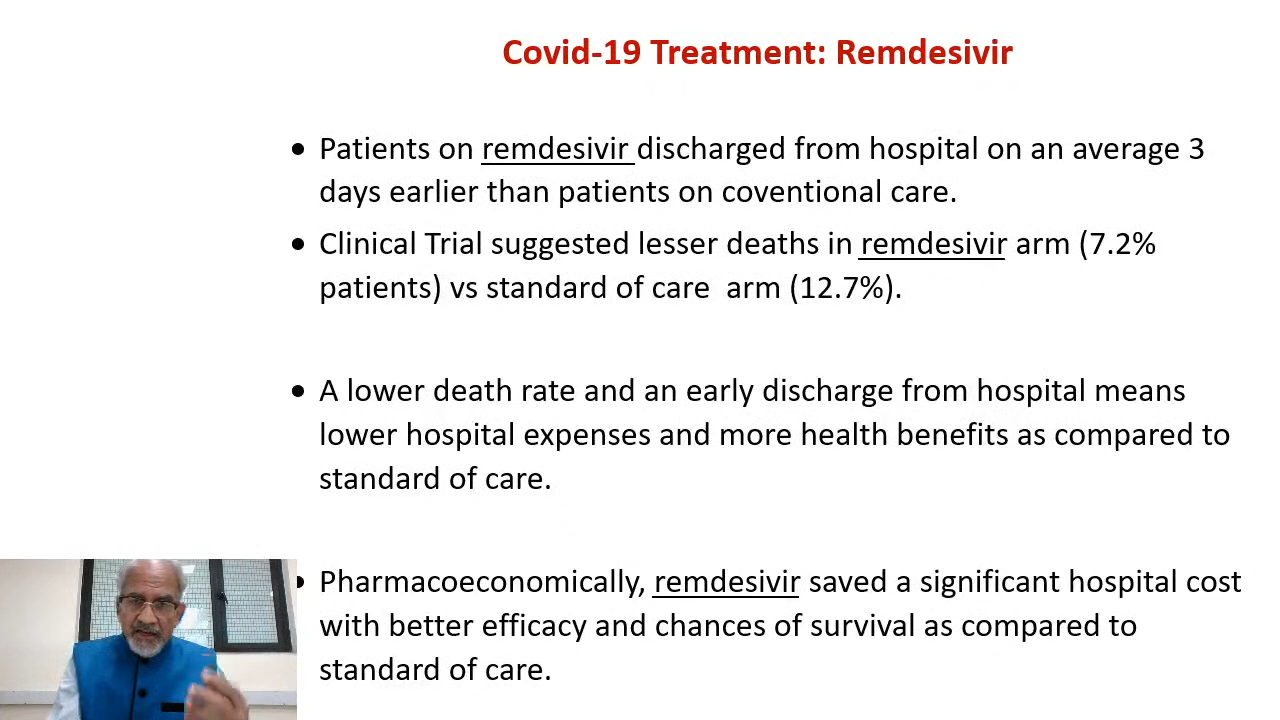 Covid-19 Treatment: Remdesivir
• Patients on remdesivir discharged from hospital on an average 3
days earlier than patients on coventional care.
• Clinical Trial suggested lesser deaths in remdesivir arm (7.2%
patients) vs standard of care  arm (12.7%).
• A lower death rate and an early discharge from hospital means
lower hospital expenses and more health benefits as compared to
standard of care.
• Pharmacoeconomically, remdesivir saved a significant hospital cost
with better efficacy and chances of survival as compared to
standard of care.